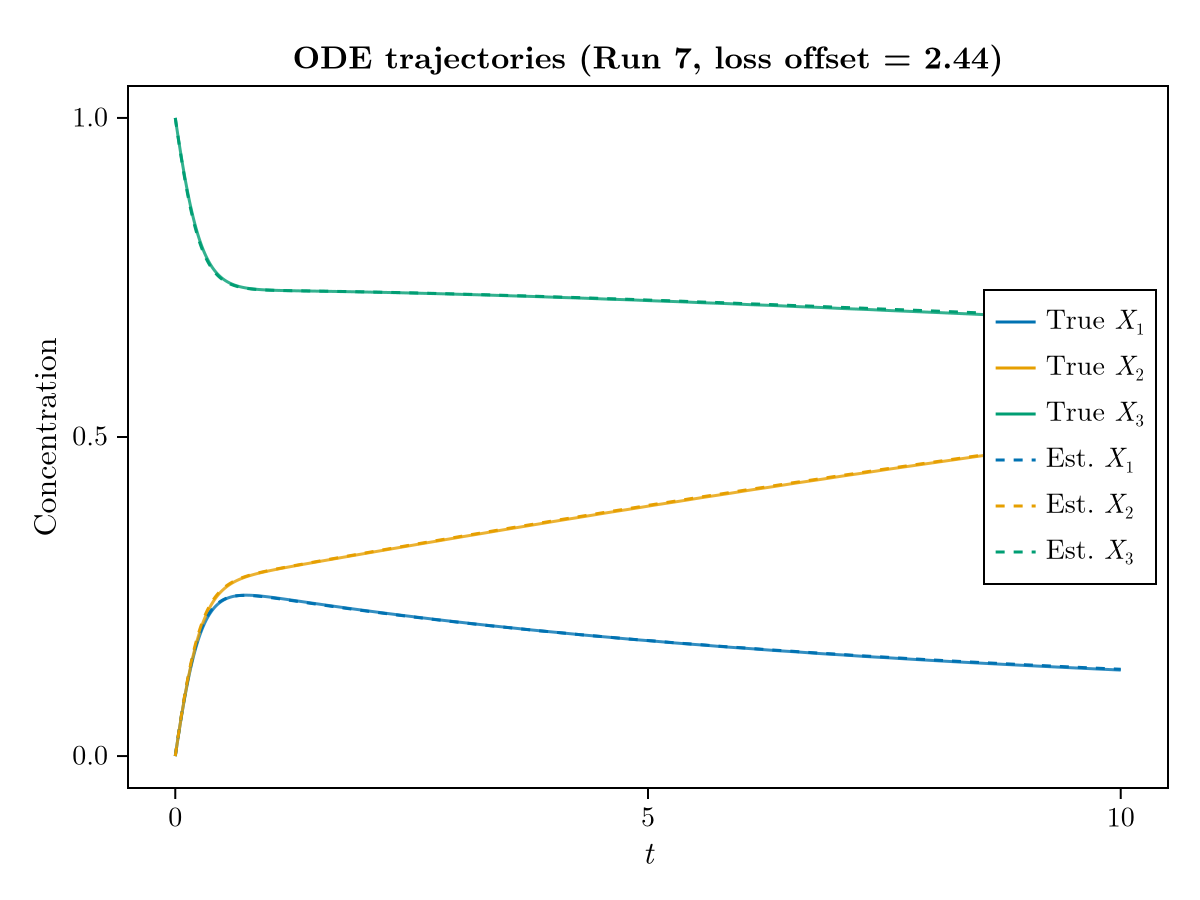 ODE trajectories (Run 7, loss offset = 2.44)
Concentration
1.0
0.5
0.0
True X₁
True X₂
True X₃
Est. X₁
Est. X₂
Est. X₃
0
5
10
t